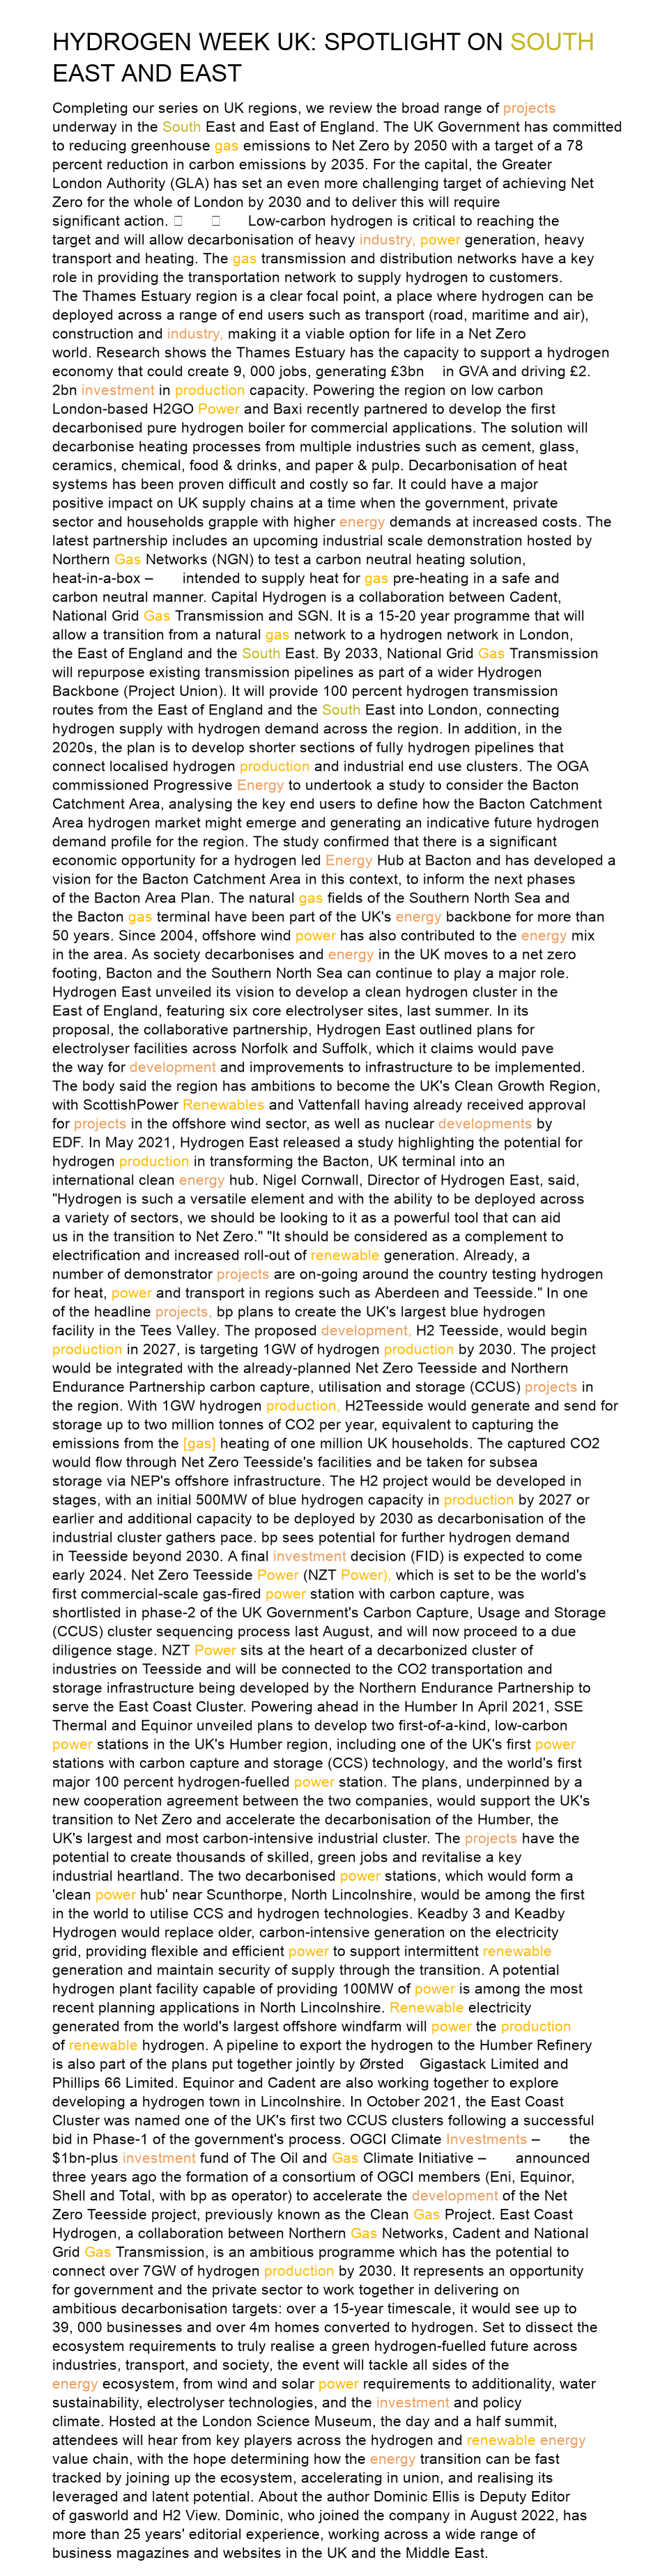 HYDROGEN WEEK UK: SPOTLIGHT ON SOUTH
EAST AND EAST
Completing our series on UK regions, we review the broad range of projects
underway in the South East and East of England. The UK Government has committed
to reducing greenhouse gas emissions to Net Zero by 2050 with a target of a 78
percent reduction in carbon emissions by 2035. For the capital, the Greater
London Authority (GLA) has set an even more challenging target of achieving Net
Zero for the whole of London by 2030 and to deliver this will require
significant action. Low-carbon hydrogen is critical to reaching the
target and will allow decarbonisation of heavy industry, power generation, heavy
transport and heating. The gas transmission and distribution networks have a key
role in providing the transportation network to supply hydrogen to customers.
The Thames Estuary region is a clear focal point, a place where hydrogen can be
deployed across a range of end users such as transport (road, maritime and air),
construction and industry, making it a viable option for life in a Net Zero
world. Research shows the Thames Estuary has the capacity to support a hydrogen
economy that could create 9, 000 jobs, generating £3bn in GVA and driving £2.
2bn investment in production capacity. Powering the region on low carbon
London-based H2GO Power and Baxi recently partnered to develop the first
decarbonised pure hydrogen boiler for commercial applications. The solution will
decarbonise heating processes from multiple industries such as cement, glass,
ceramics, chemical, food & drinks, and paper & pulp. Decarbonisation of heat
systems has been proven difficult and costly so far. It could have a major
positive impact on UK supply chains at a time when the government, private
sector and households grapple with higher energy demands at increased costs. The
latest partnership includes an upcoming industrial scale demonstration hosted by
Northern Gas Networks (NGN) to test a carbon neutral heating solution,
heat-in-a-box – intended to supply heat for gas pre-heating in a safe and
carbon neutral manner. Capital Hydrogen is a collaboration between Cadent,
National Grid Gas Transmission and SGN. It is a 15-20 year programme that will
allow a transition from a natural gas network to a hydrogen network in London,
the East of England and the South East. By 2033, National Grid Gas Transmission
will repurpose existing transmission pipelines as part of a wider Hydrogen
Backbone (Project Union). It will provide 100 percent hydrogen transmission
routes from the East of England and the South East into London, connecting
hydrogen supply with hydrogen demand across the region. In addition, in the
2020s, the plan is to develop shorter sections of fully hydrogen pipelines that
connect localised hydrogen production and industrial end use clusters. The OGA
commissioned Progressive Energy to undertook a study to consider the Bacton
Catchment Area, analysing the key end users to define how the Bacton Catchment
Area hydrogen market might emerge and generating an indicative future hydrogen
demand profile for the region. The study confirmed that there is a significant
economic opportunity for a hydrogen led Energy Hub at Bacton and has developed a
vision for the Bacton Catchment Area in this context, to inform the next phases
of the Bacton Area Plan. The natural gas fields of the Southern North Sea and
the Bacton gas terminal have been part of the UK's energy backbone for more than
50 years. Since 2004, offshore wind power has also contributed to the energy mix
in the area. As society decarbonises and energy in the UK moves to a net zero
footing, Bacton and the Southern North Sea can continue to play a major role.
Hydrogen East unveiled its vision to develop a clean hydrogen cluster in the
East of England, featuring six core electrolyser sites, last summer. In its
proposal, the collaborative partnership, Hydrogen East outlined plans for
electrolyser facilities across Norfolk and Suffolk, which it claims would pave
the way for development and improvements to infrastructure to be implemented.
The body said the region has ambitions to become the UK's Clean Growth Region,
with ScottishPower Renewables and Vattenfall having already received approval
for projects in the offshore wind sector, as well as nuclear developments by
EDF. In May 2021, Hydrogen East released a study highlighting the potential for
hydrogen production in transforming the Bacton, UK terminal into an
international clean energy hub. Nigel Cornwall, Director of Hydrogen East, said,
"Hydrogen is such a versatile element and with the ability to be deployed across
a variety of sectors, we should be looking to it as a powerful tool that can aid
us in the transition to Net Zero." "It should be considered as a complement to
electrification and increased roll-out of renewable generation. Already, a
number of demonstrator projects are on-going around the country testing hydrogen
for heat, power and transport in regions such as Aberdeen and Teesside." In one
of the headline projects, bp plans to create the UK's largest blue hydrogen
facility in the Tees Valley. The proposed development, H2 Teesside, would begin
production in 2027, is targeting 1GW of hydrogen production by 2030. The project
would be integrated with the already-planned Net Zero Teesside and Northern
Endurance Partnership carbon capture, utilisation and storage (CCUS) projects in
the region. With 1GW hydrogen production, H2Teesside would generate and send for
storage up to two million tonnes of CO2 per year, equivalent to capturing the
emissions from the [gas] heating of one million UK households. The captured CO2
would flow through Net Zero Teesside's facilities and be taken for subsea
storage via NEP's offshore infrastructure. The H2 project would be developed in
stages, with an initial 500MW of blue hydrogen capacity in production by 2027 or
earlier and additional capacity to be deployed by 2030 as decarbonisation of the
industrial cluster gathers pace. bp sees potential for further hydrogen demand
in Teesside beyond 2030. A final investment decision (FID) is expected to come
early 2024. Net Zero Teesside Power (NZT Power), which is set to be the world's
first commercial-scale gas-fired power station with carbon capture, was
shortlisted in phase-2 of the UK Government's Carbon Capture, Usage and Storage
(CCUS) cluster sequencing process last August, and will now proceed to a due
diligence stage. NZT Power sits at the heart of a decarbonized cluster of
industries on Teesside and will be connected to the CO2 transportation and
storage infrastructure being developed by the Northern Endurance Partnership to
serve the East Coast Cluster. Powering ahead in the Humber In April 2021, SSE
Thermal and Equinor unveiled plans to develop two first-of-a-kind, low-carbon
power stations in the UK's Humber region, including one of the UK's first power
stations with carbon capture and storage (CCS) technology, and the world's first
major 100 percent hydrogen-fuelled power station. The plans, underpinned by a
new cooperation agreement between the two companies, would support the UK's
transition to Net Zero and accelerate the decarbonisation of the Humber, the
UK's largest and most carbon-intensive industrial cluster. The projects have the
potential to create thousands of skilled, green jobs and revitalise a key
industrial heartland. The two decarbonised power stations, which would form a
'clean power hub' near Scunthorpe, North Lincolnshire, would be among the first
in the world to utilise CCS and hydrogen technologies. Keadby 3 and Keadby
Hydrogen would replace older, carbon-intensive generation on the electricity
grid, providing flexible and efficient power to support intermittent renewable
generation and maintain security of supply through the transition. A potential
hydrogen plant facility capable of providing 100MW of power is among the most
recent planning applications in North Lincolnshire. Renewable electricity
generated from the world's largest offshore windfarm will power the production
of renewable hydrogen. A pipeline to export the hydrogen to the Humber Refinery
is also part of the plans put together jointly by Ørsted Gigastack Limited and
Phillips 66 Limited. Equinor and Cadent are also working together to explore
developing a hydrogen town in Lincolnshire. In October 2021, the East Coast
Cluster was named one of the UK's first two CCUS clusters following a successful
bid in Phase-1 of the government's process. OGCI Climate Investments – the
$1bn-plus investment fund of The Oil and Gas Climate Initiative – announced
three years ago the formation of a consortium of OGCI members (Eni, Equinor,
Shell and Total, with bp as operator) to accelerate the development of the Net
Zero Teesside project, previously known as the Clean Gas Project. East Coast
Hydrogen, a collaboration between Northern Gas Networks, Cadent and National
Grid Gas Transmission, is an ambitious programme which has the potential to
connect over 7GW of hydrogen production by 2030. It represents an opportunity
for government and the private sector to work together in delivering on
ambitious decarbonisation targets: over a 15-year timescale, it would see up to
39, 000 businesses and over 4m homes converted to hydrogen. Set to dissect the
ecosystem requirements to truly realise a green hydrogen-fuelled future across
industries, transport, and society, the event will tackle all sides of the
energy ecosystem, from wind and solar power requirements to additionality, water
sustainability, electrolyser technologies, and the investment and policy
climate. Hosted at the London Science Museum, the day and a half summit,
attendees will hear from key players across the hydrogen and renewable energy
value chain, with the hope determining how the energy transition can be fast
tracked by joining up the ecosystem, accelerating in union, and realising its
leveraged and latent potential. About the author Dominic Ellis is Deputy Editor
of gasworld and H2 View. Dominic, who joined the company in August 2022, has
more than 25 years' editorial experience, working across a wide range of
business magazines and websites in the UK and the Middle East.